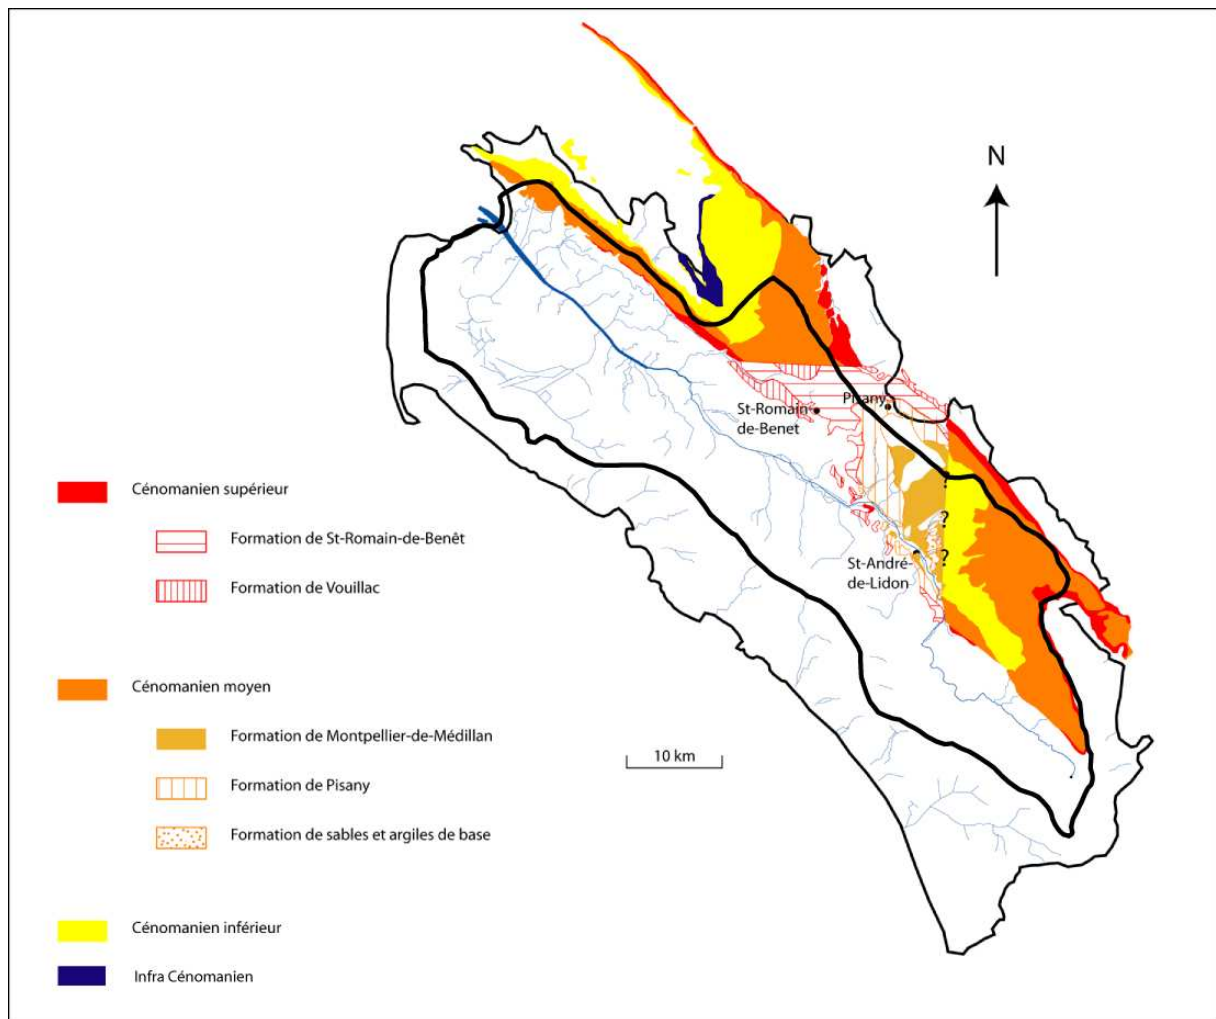 N
St-Romain-
de-Benet
Pisany
?
?
?
St-André-
de-Lidon
10 km
Cénomanien supérieur
Formation de St-Romain-de-Benêt
Formation de Vouillac
Cénomanien moyen
Formation de Montpellier-de-Médillan
Formation de Pisany
Formation de sables et argiles de base
Cénomanien inférieur
Infra Cénomanien